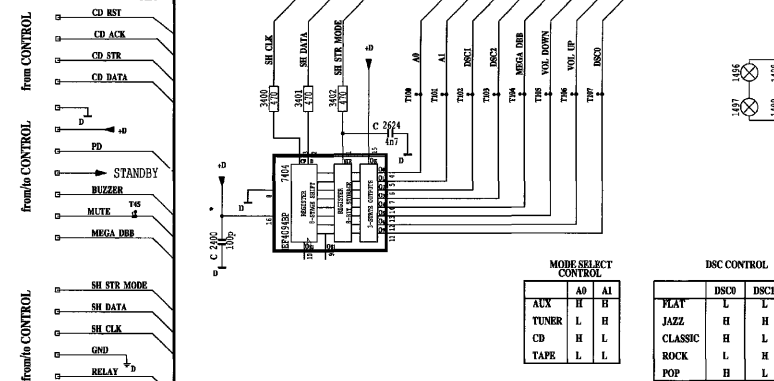 from CONTROL
CD RST
CD ACK
CD STR
CD DATA
from/to CONTROL
D
+D
PD
STANDBY
BUZZER
MUTE
T45
MEGA DBB
from/to CONTROL
SH STR MODE
SH DATA
SH CLK
GND
D
RELAY
SH CLK
SH DATA
SH STR MODE
+D
3400
470
3401
470
3402
470
C 2624
4n7
D
A0
A1
DSC1
DSC2
MEGA DBB
VOL DOWN
VOL UP
DSC0
T100
T101
T102
T103
T104
T105
T106
T107
+D
D
16
C 2400
100p
D
7404
HEF4094BP
8-STAGE SHIFT
REGISTER
8-BIT STORAGE
REGISTER
3-STATE OUTPUTS
1496
1497
MODE SELECT
CONTROL
A0 A1
AUX H H
TUNER L H
CD H L
TAPE L L
DSC CONTROL
DSC0 DSC1
FLAT L L
JAZZ H H
CLASSIC H L
ROCK L H
POP H L